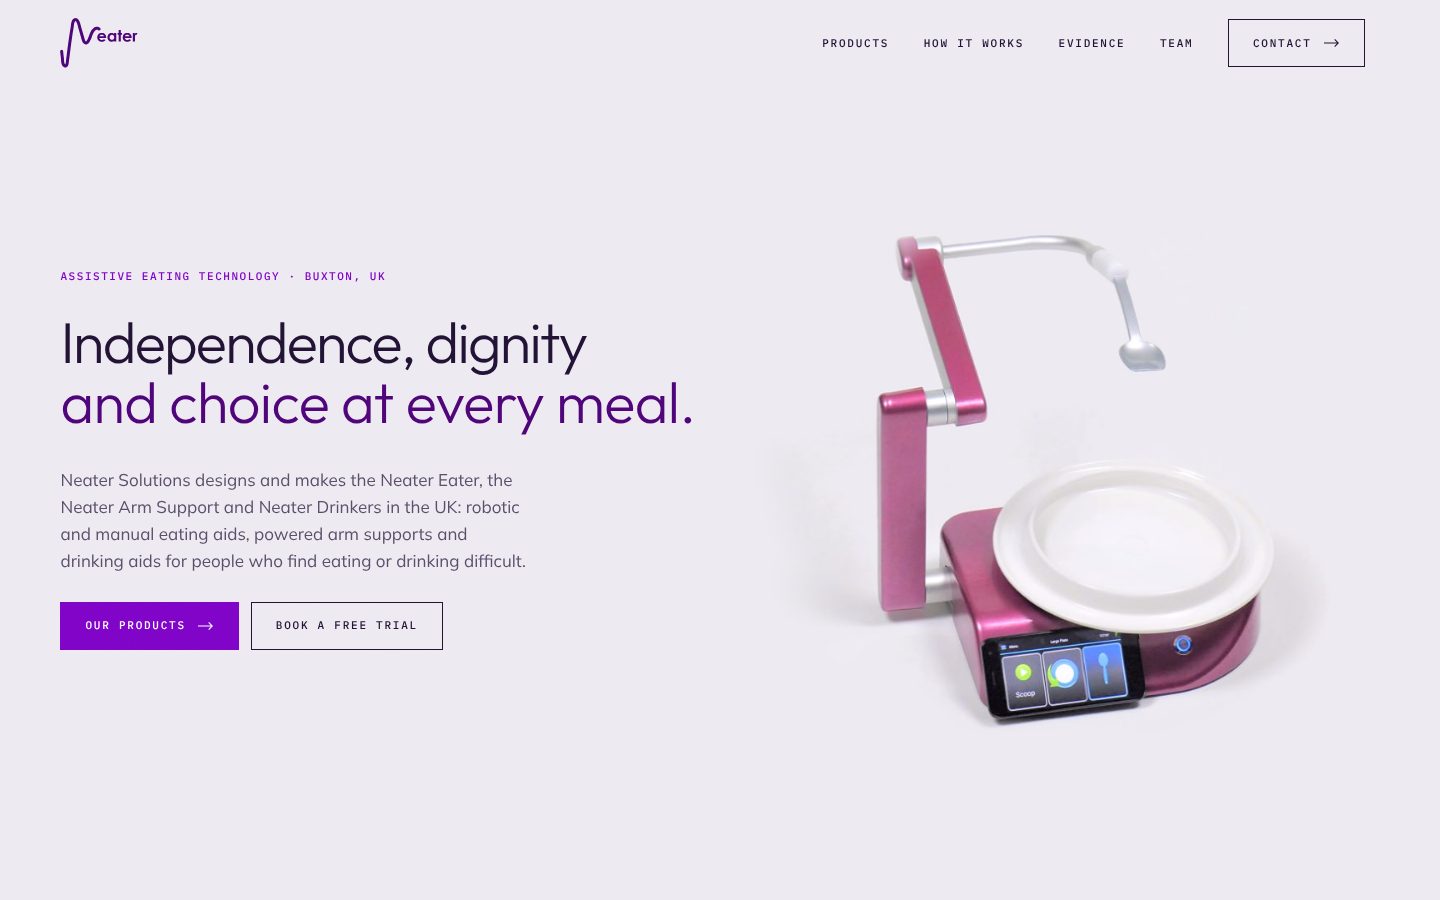 Neater
PRODUCTS
HOW IT WORKS
EVIDENCE
TEAM
CONTACT
ASSISTIVE EATING TECHNOLOGY · BUXTON, UK
Independence, dignity
and choice at every meal.
Neater Solutions designs and makes the Neater Eater, the
Neater Arm Support and Neater Drinkers in the UK: robotic
and manual eating aids, powered arm supports and
drinking aids for people who find eating or drinking difficult.
OUR PRODUCTS
BOOK A FREE TRIAL
Menu
Large Plate
Scoop